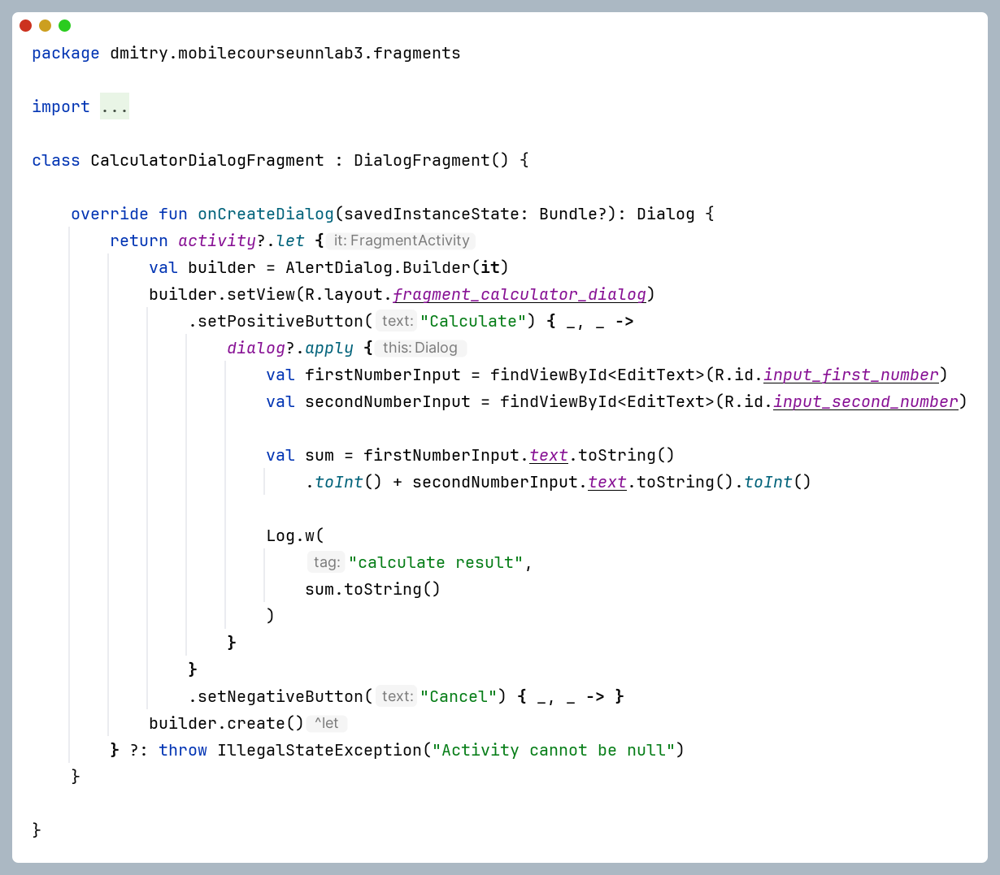 package dmitry.mobilecourseunnlab3.fragments
import ...
class CalculatorDialogFragment : DialogFragment() {
override fun onCreateDialog(savedInstanceState: Bundle?): Dialog {
return activity?.let { it: FragmentActivity
val builder = AlertDialog.Builder(it)
builder.setView(R.layout.fragment_calculator_dialog)
.setPositiveButton( text: "Calculate") { _, _ ->
dialog?.apply { this: Dialog
val firstNumberInput = findViewById<EditText>(R.id.input_first_number)
val secondNumberInput = findViewById<EditText>(R.id.input_second_number)
val sum = firstNumberInput.text.toString()
.toInt() + secondNumberInput.text.toString().toInt()
Log.w(
tag: "calculate result",
sum.toString()
)
}
}
.setNegativeButton( text: "Cancel") { _, _ -> }
builder.create() ^let
} ?: throw IllegalStateException("Activity cannot be null")
}
}